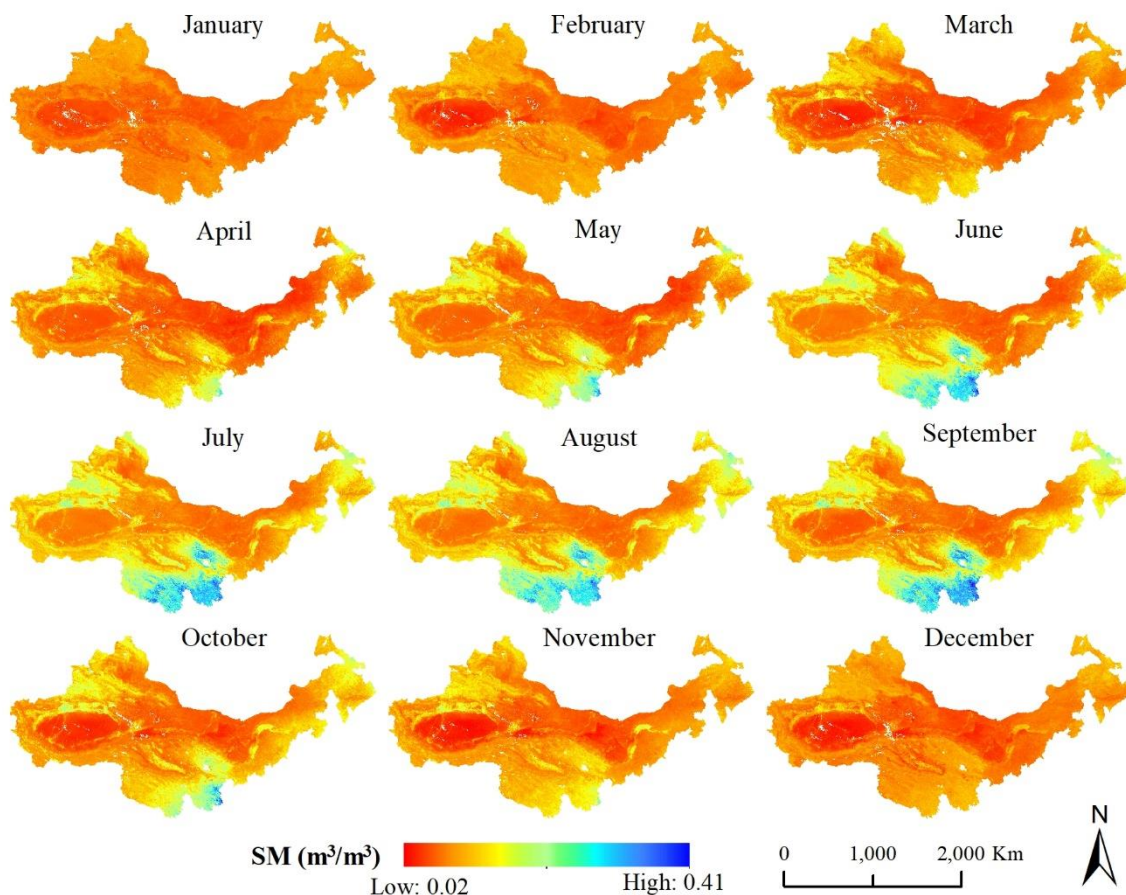 January
February
March
April
May
June
July
August
September
October
November
December
SM (m³/m³)
Low: 0.02
High: 0.41
0
1,000
2,000 Km
N